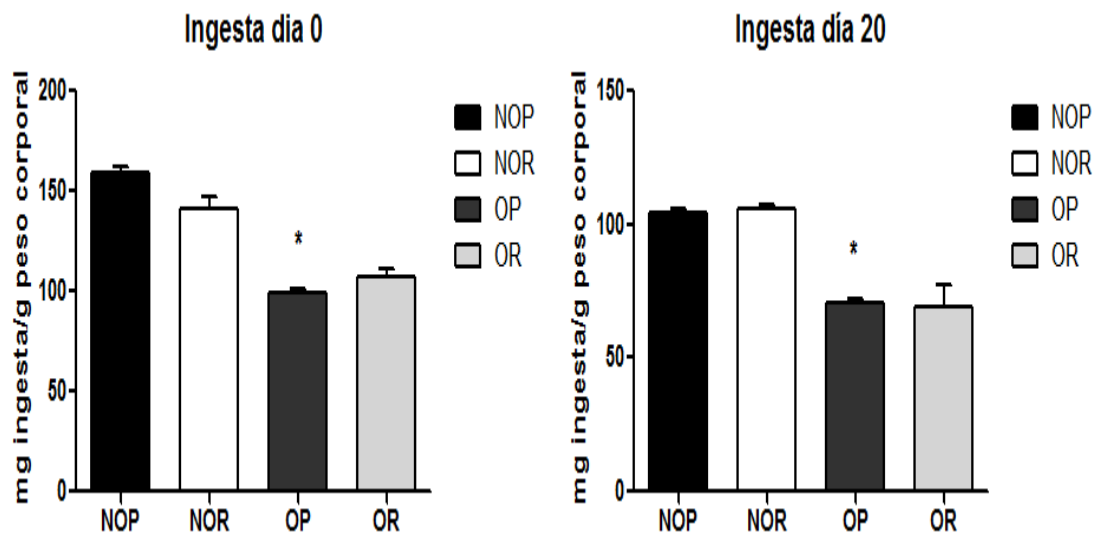 Ingesta dia 0
mg ingesta/g peso corporal
200
150
100
50
0
*
NOP
NOR
OP
OR
NOP
NOR
OP
OR
Ingesta día 20
mg ingesta/g peso corporal
150
100
50
0
*
NOP
NOR
OP
OR
NOP
NOR
OP
OR